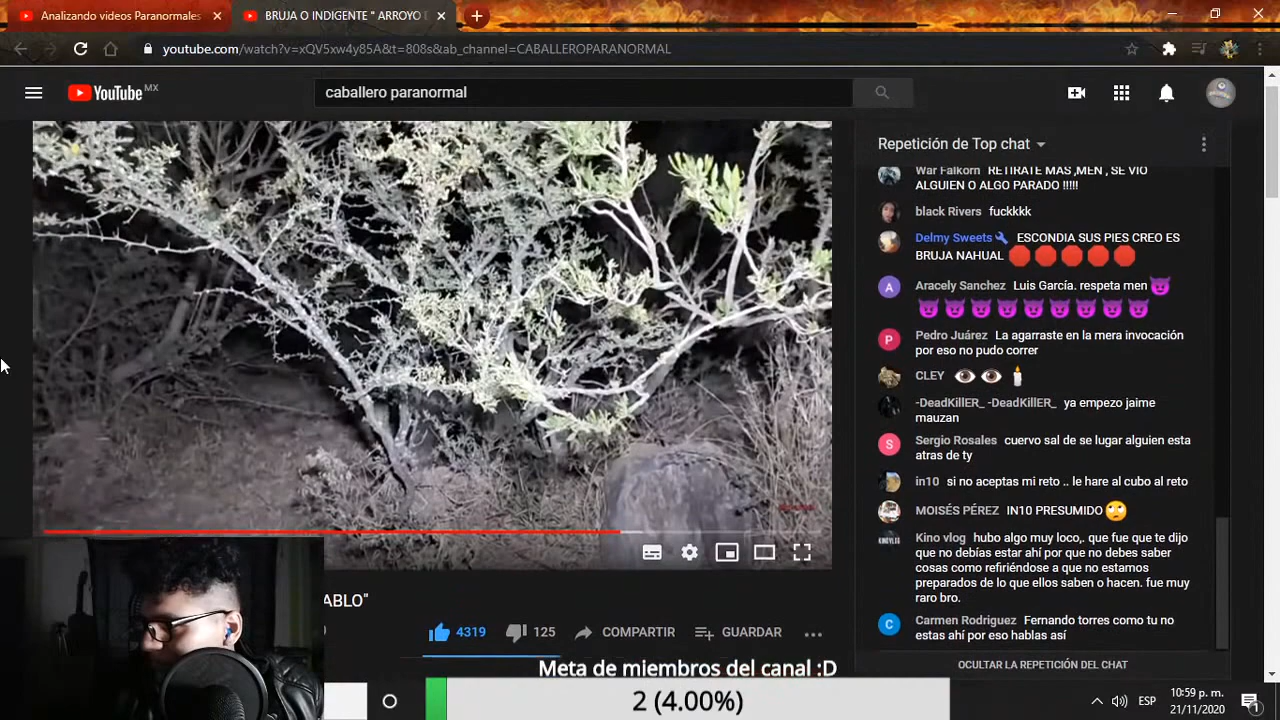 Analizando videos Paranormales
BRUJA O INDIGENTE " ARROYO
youtube.com/watch?v=xQV5xw4y85A&t=808s&ab_channel=CABALLEROPARANORMAL
YouTube MX
caballero paranormal
Repetición de Top chat
War Falkorn RETIRATE MAS ,MEN , SE VIO
ALGUIEN O ALGO PARADO !!!!!
black Rivers fuckkkk
Delmy Sweets ESCONDIA SUS PIES CREO ES
BRUJA NAHUAL
Aracely Sanchez Luis García. respeta men
Pedro Juárez La agarraste en la mera invocación
por eso no pudo correr
CLEY
-DeadKillER_ -DeadKillER_ ya empezo jaime
mauzan
Sergio Rosales cuervo sal de se lugar alguien esta
atras de ty
in10 si no aceptas mi reto .. le hare al cubo al reto
MOISÉS PÉREZ IN10 PRESUMIDO
Kino vlog hubo algo muy loco,. que fue que te dijo
que no debías estar ahí por que no debes saber
cosas como refiriéndose a que no estamos
preparados de lo que ellos saben o hacen. fue muy
raro bro.
Carmen Rodriguez Fernando torres como tu no
estas ahí por eso hablas así
OCULTAR LA REPETICIÓN DEL CHAT
ABLO"
4319 125 COMPARTIR GUARDAR
Meta de miembros del canal :D
2 (4.00%)
ESP
10:59 p. m.
21/11/2020